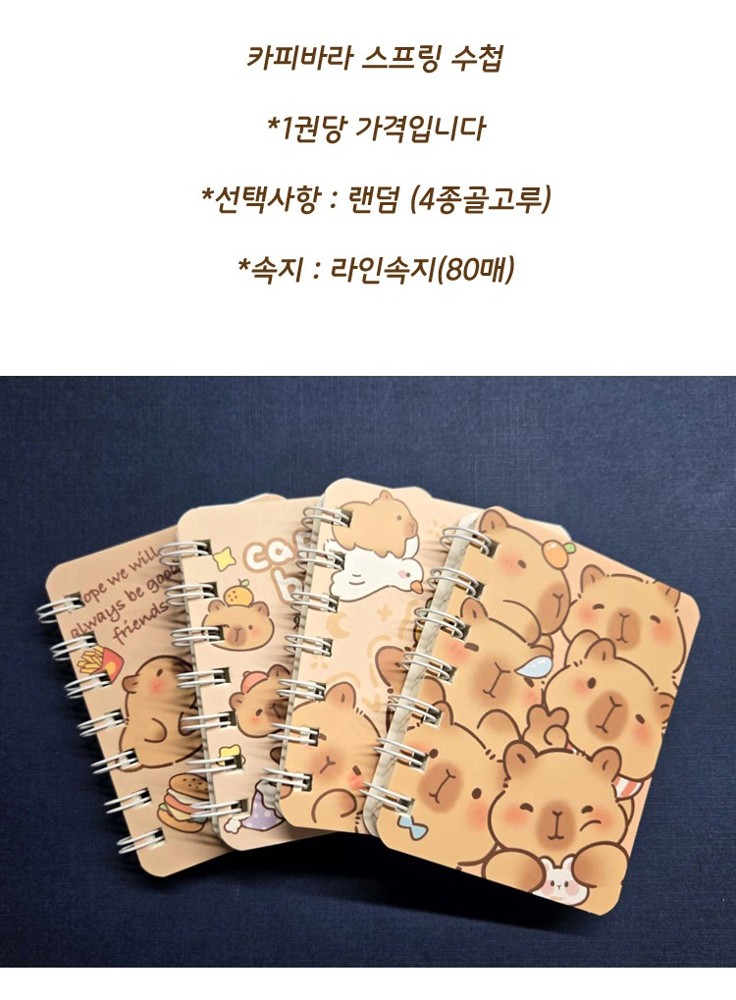 카피바라 스프링 수첩
*1권당 가격입니다
*선택사항 : 랜덤 (4종골고루)
*속지 : 라인속지(80매)
we will
always be good
friends